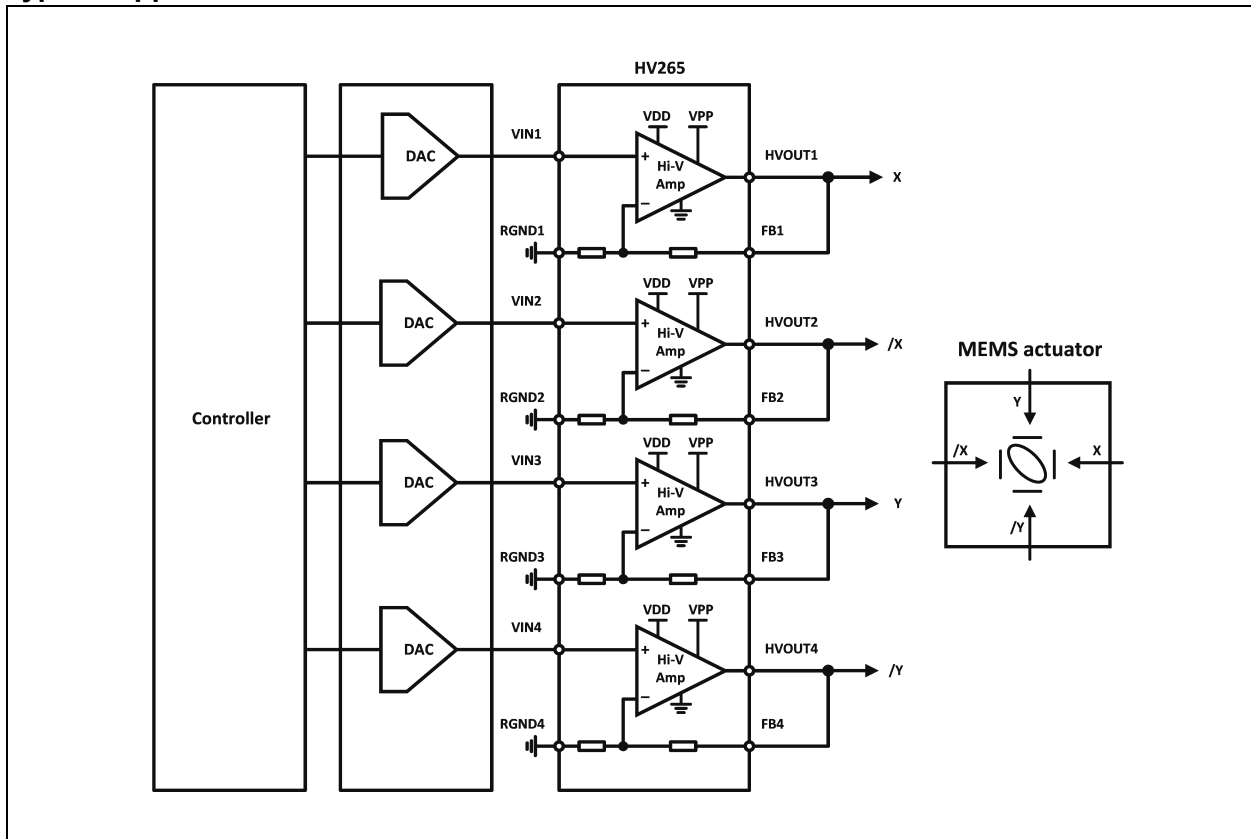 HV265
VDD VPP
VIN1
DAC
+
Hi-V
Amp
−
HVOUT1
X
RGND1
FB1
VDD VPP
VIN2
DAC
+
Hi-V
Amp
−
HVOUT2
/X
RGND2
FB2
MEMS actuator
Y
/X
X
/Y
Controller
VDD VPP
VIN3
DAC
+
Hi-V
Amp
−
HVOUT3
Y
RGND3
FB3
VDD VPP
VIN4
DAC
+
Hi-V
Amp
−
HVOUT4
/Y
RGND4
FB4